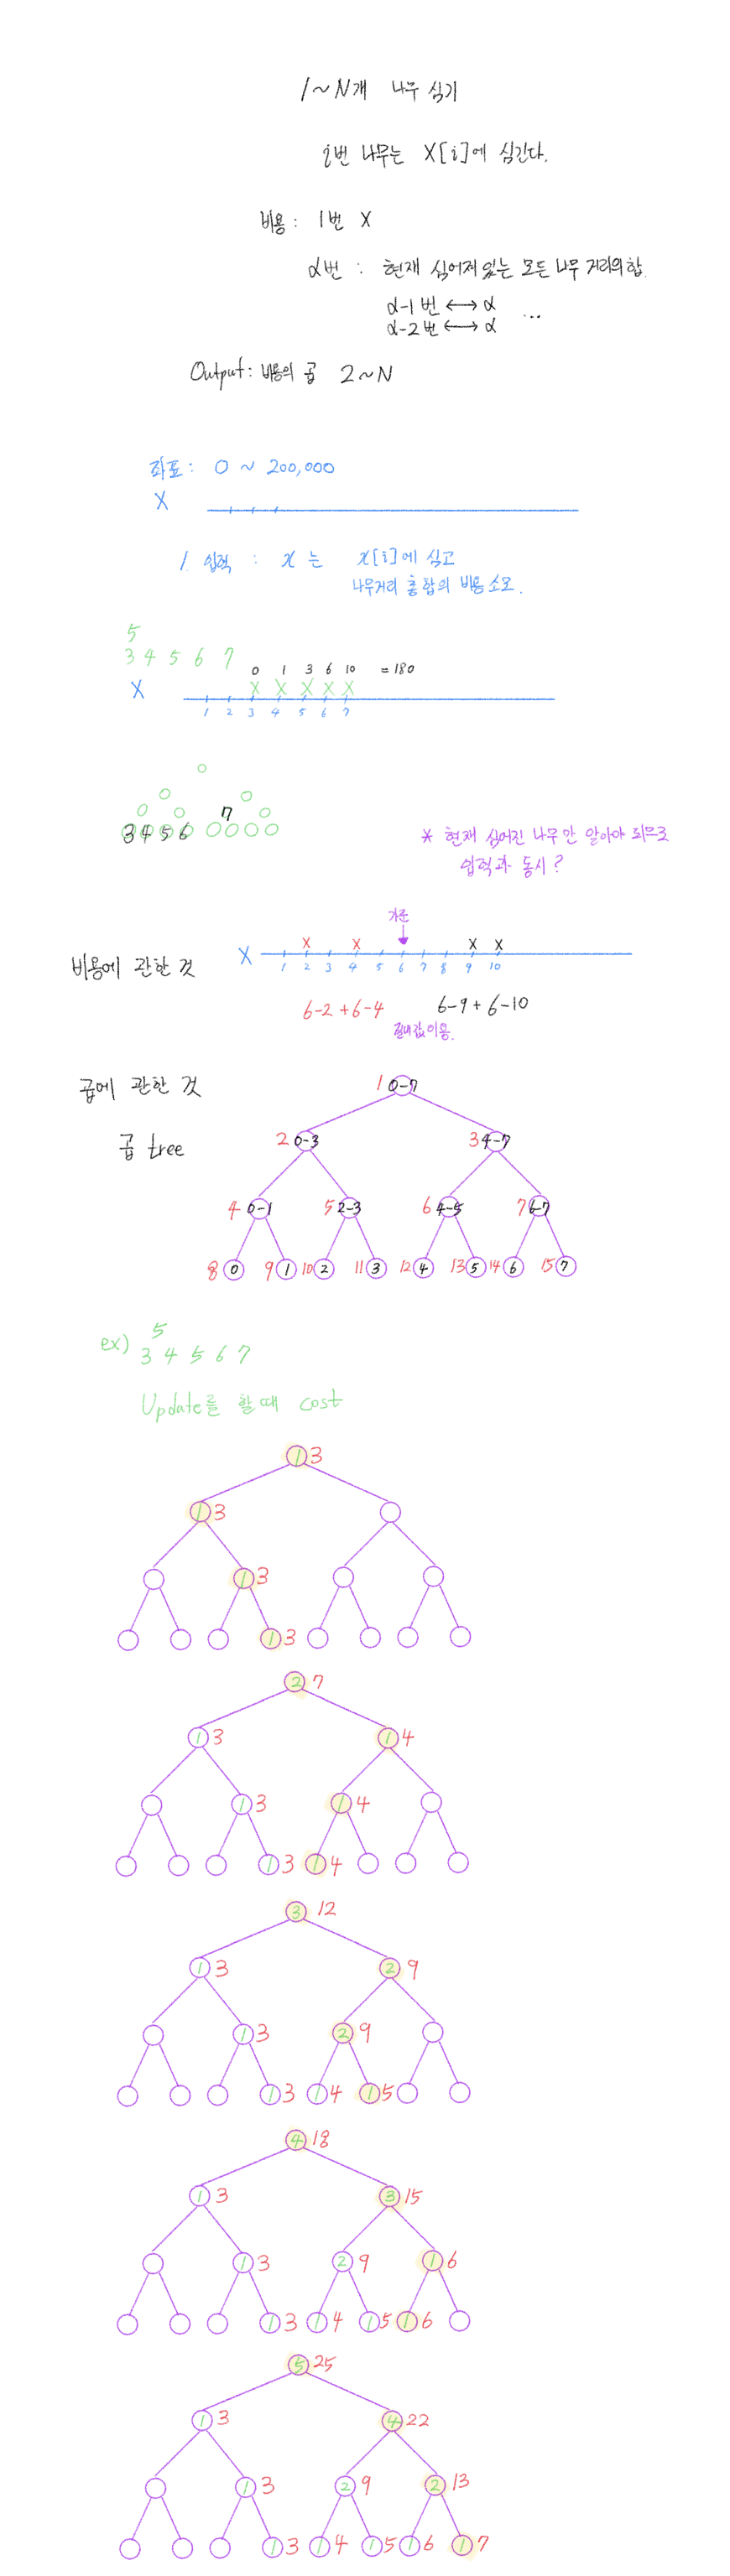 1~N개 나무 심기
i번 나무는 X[i]에 심긴다.
비용: 1번 X
α번 : 현재 심어져있는 모든 나무 거리의합.
α-1번 ↔ α
α-2번 ↔ α ...
Output: 비용의 곱 2~N
좌표: 0 ~ 200,000
X
1. 입력 : x 는 x[i]에 심고
나무거리 총합의 비용 소모.
5
3 4 5 6 7
0 1 3 6 10 = 180
X X X X X
X
1 2 3 4 5 6 7
7
3 4 5 6
* 현재 심어진 나무만 알아야 되므로
입력과 동시?
기준
X X X X
비용에 관한 것 X
1 2 3 4 5 6 7 8 9 10
6-2 + 6-4 6-9 + 6-10
절대값이용.
곱에 관한 것
1 0-7
곱 tree
2 0-3 3 4-7
4 0-1 5 2-3 6 4-5 7 6-7
8 0 9 1 10 2 11 3 12 4 13 5 14 6 15 7
ex) 5
3 4 5 6 7
Update를 할때 cost
1 3
1 3
1 3
1 3
2 7
1 3 1 4
1 3 1 4
1 3 1 4
3 12
1 3 2 9
1 3 2 9
1 3 1 4 1 5
4 18
1 3 3 15
1 3 2 9 1 6
1 3 1 4 1 5 1 6
5 25
1 3 4 22
1 3 2 9 2 13
1 3 1 4 1 5 1 6 1 7